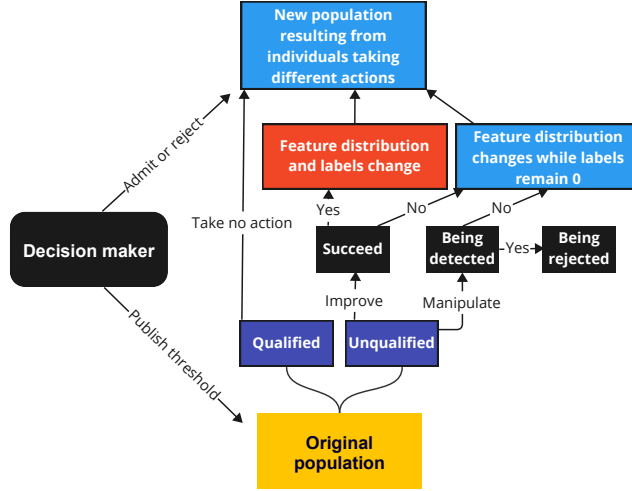 New population
resulting from
individuals taking
different actions
Admit or reject
Feature distribution
and labels change
Feature distribution
changes while labels
remain 0
Take no action
Yes
No
No
Decision maker
Succeed
Being
detected
Yes
Being
rejected
Improve
Manipulate
Publish threshold
Qualified
Unqualified
Original
population